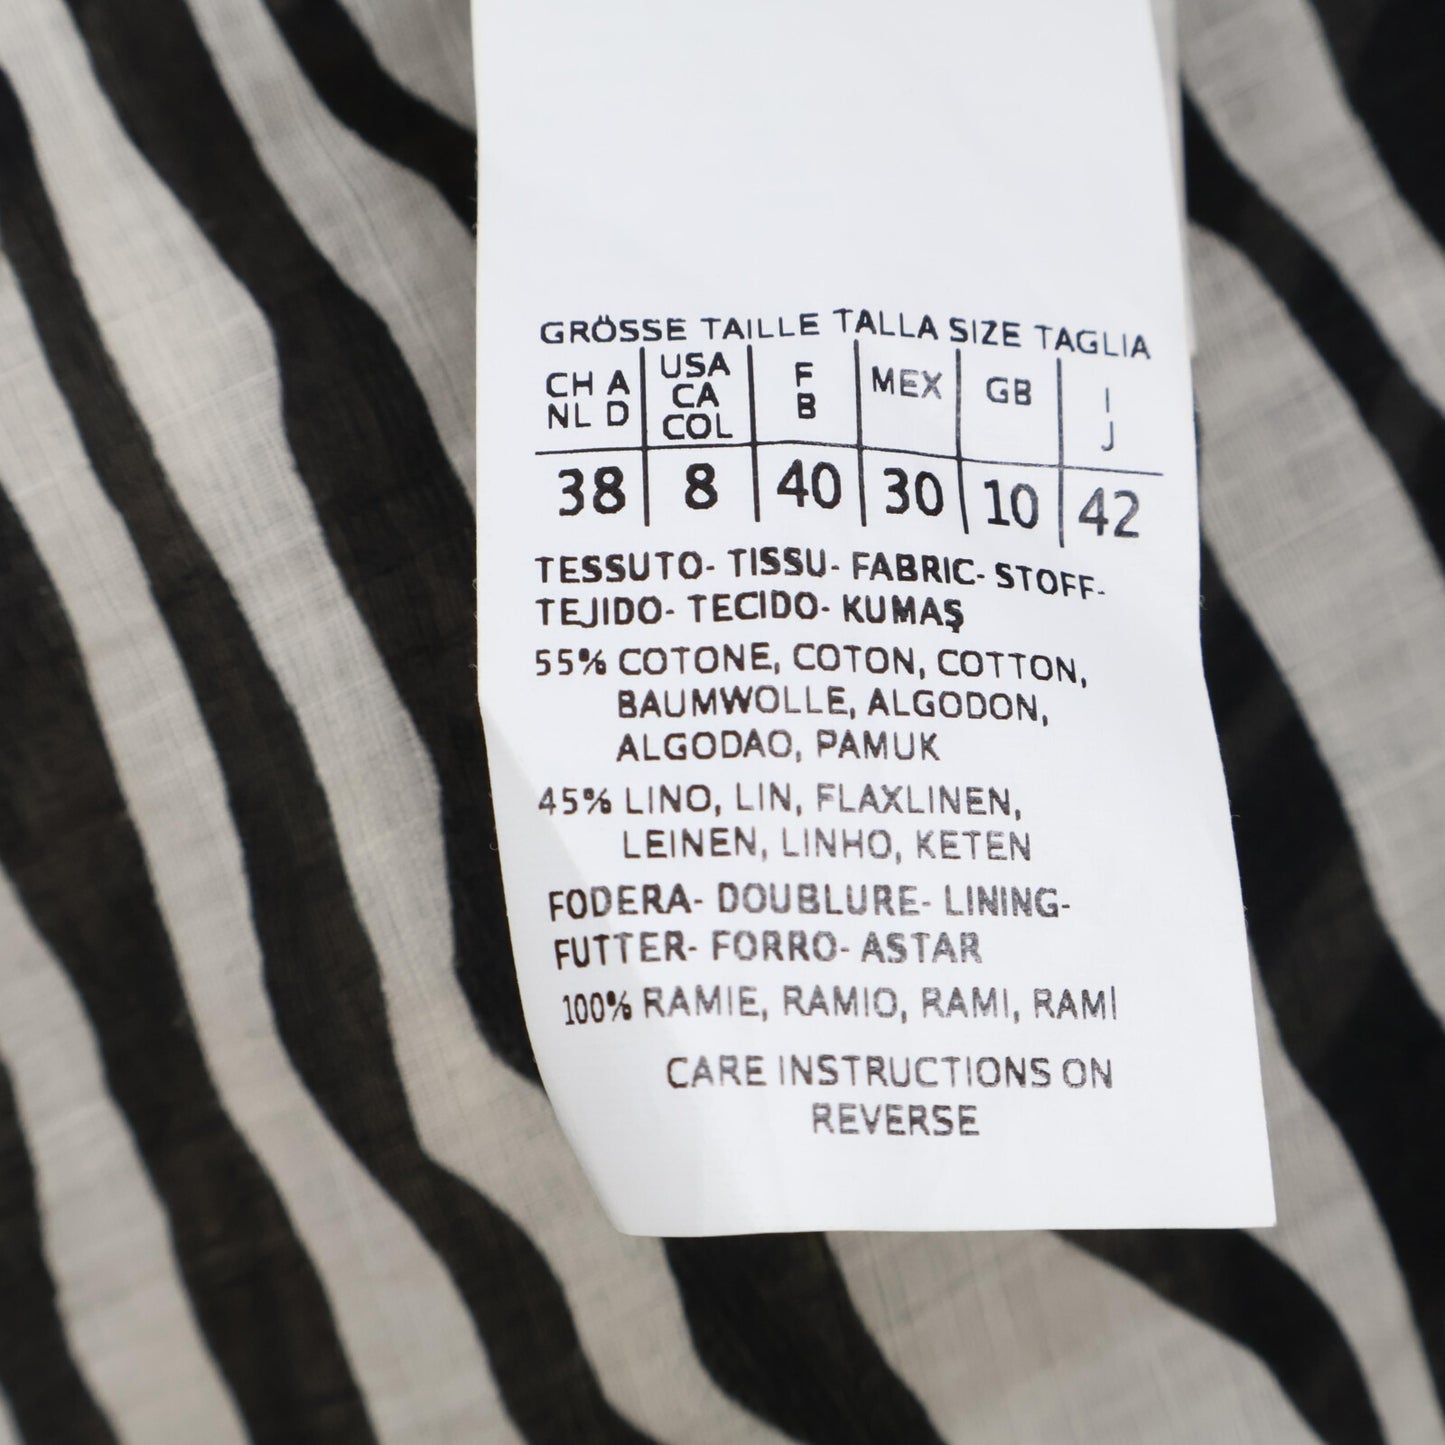 GRÖSSE TAILLE TALLA SIZE TAGLIA
CH A NL D USA CA COL F B MEX GB I J
38 8 40 30 10 42
TESSUTO- TISSU- FABRIC- STOFF-
TEJIDO- TECIDO- KUMAŞ
55% COTONE, COTON, COTTON,
BAUMWOLLE, ALGODON,
ALGODAO, PAMUK
45% LINO, LIN, FLAXLINEN,
LEINEN, LINHO, KETEN
FODERA- DOUBLURE- LINING-
FUTTER- FORRO- ASTAR
100% RAMIE, RAMIO, RAMI, RAMİ
CARE INSTRUCTIONS ON
REVERSE